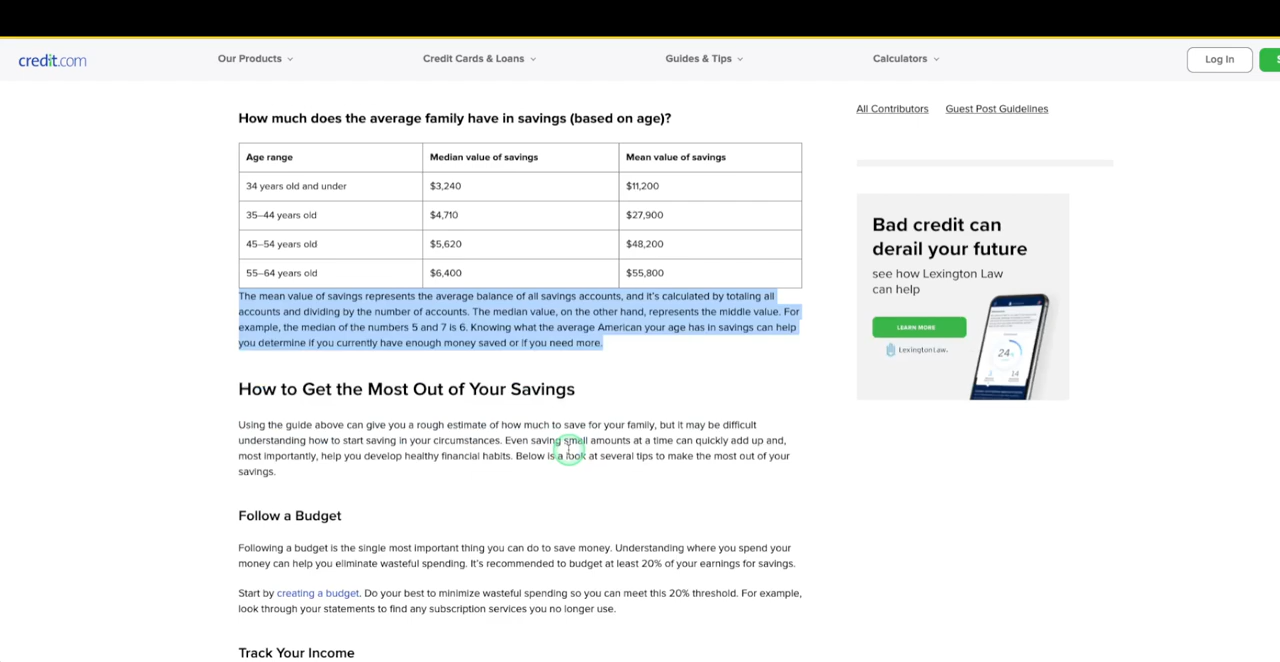 credit.com
Our Products
Credit Cards & Loans
Guides & Tips
Calculators
Log In
S
All Contributors Guest Post Guidelines
How much does the average family have in savings (based on age)?
Age range Median value of savings Mean value of savings
34 years old and under $3,240 $11,200
35–44 years old $4,710 $27,900
45–54 years old $5,620 $48,200
55–64 years old $6,400 $55,800
The mean value of savings represents the average balance of all savings accounts, and it's calculated by totaling all
accounts and dividing by the number of accounts. The median value, on the other hand, represents the middle value. For
example, the median of the numbers 5 and 7 is 6. Knowing what the average American your age has in savings can help
you determine if you currently have enough money saved or if you need more.
Bad credit can
derail your future
see how Lexington Law
can help
LEARN MORE
LexingtonLaw.
24
How to Get the Most Out of Your Savings
Using the guide above can give you a rough estimate of how much to save for your family, but it may be difficult
understanding how to start saving in your circumstances. Even saving small amounts at a time can quickly add up and,
most importantly, help you develop healthy financial habits. Below is a look at several tips to make the most out of your
savings.
Follow a Budget
Following a budget is the single most important thing you can do to save money. Understanding where you spend your
money can help you eliminate wasteful spending. It's recommended to budget at least 20% of your earnings for savings.
Start by creating a budget. Do your best to minimize wasteful spending so you can meet this 20% threshold. For example,
look through your statements to find any subscription services you no longer use.
Track Your Income